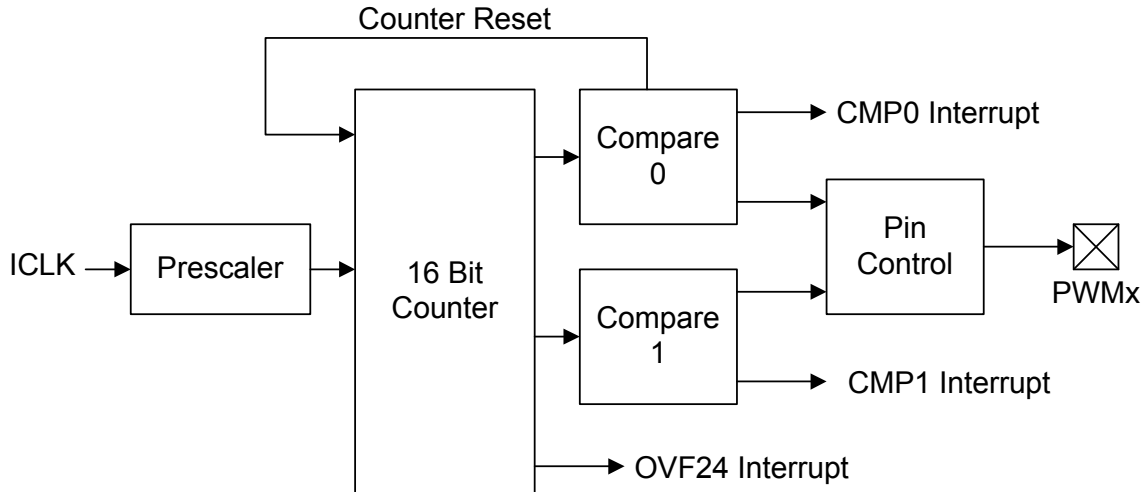 Counter Reset
CMP0 Interrupt
Compare
0
Pin
Control
ICLK
Prescaler
16 Bit
Counter
PWMx
Compare
1
CMP1 Interrupt
OVF24 Interrupt